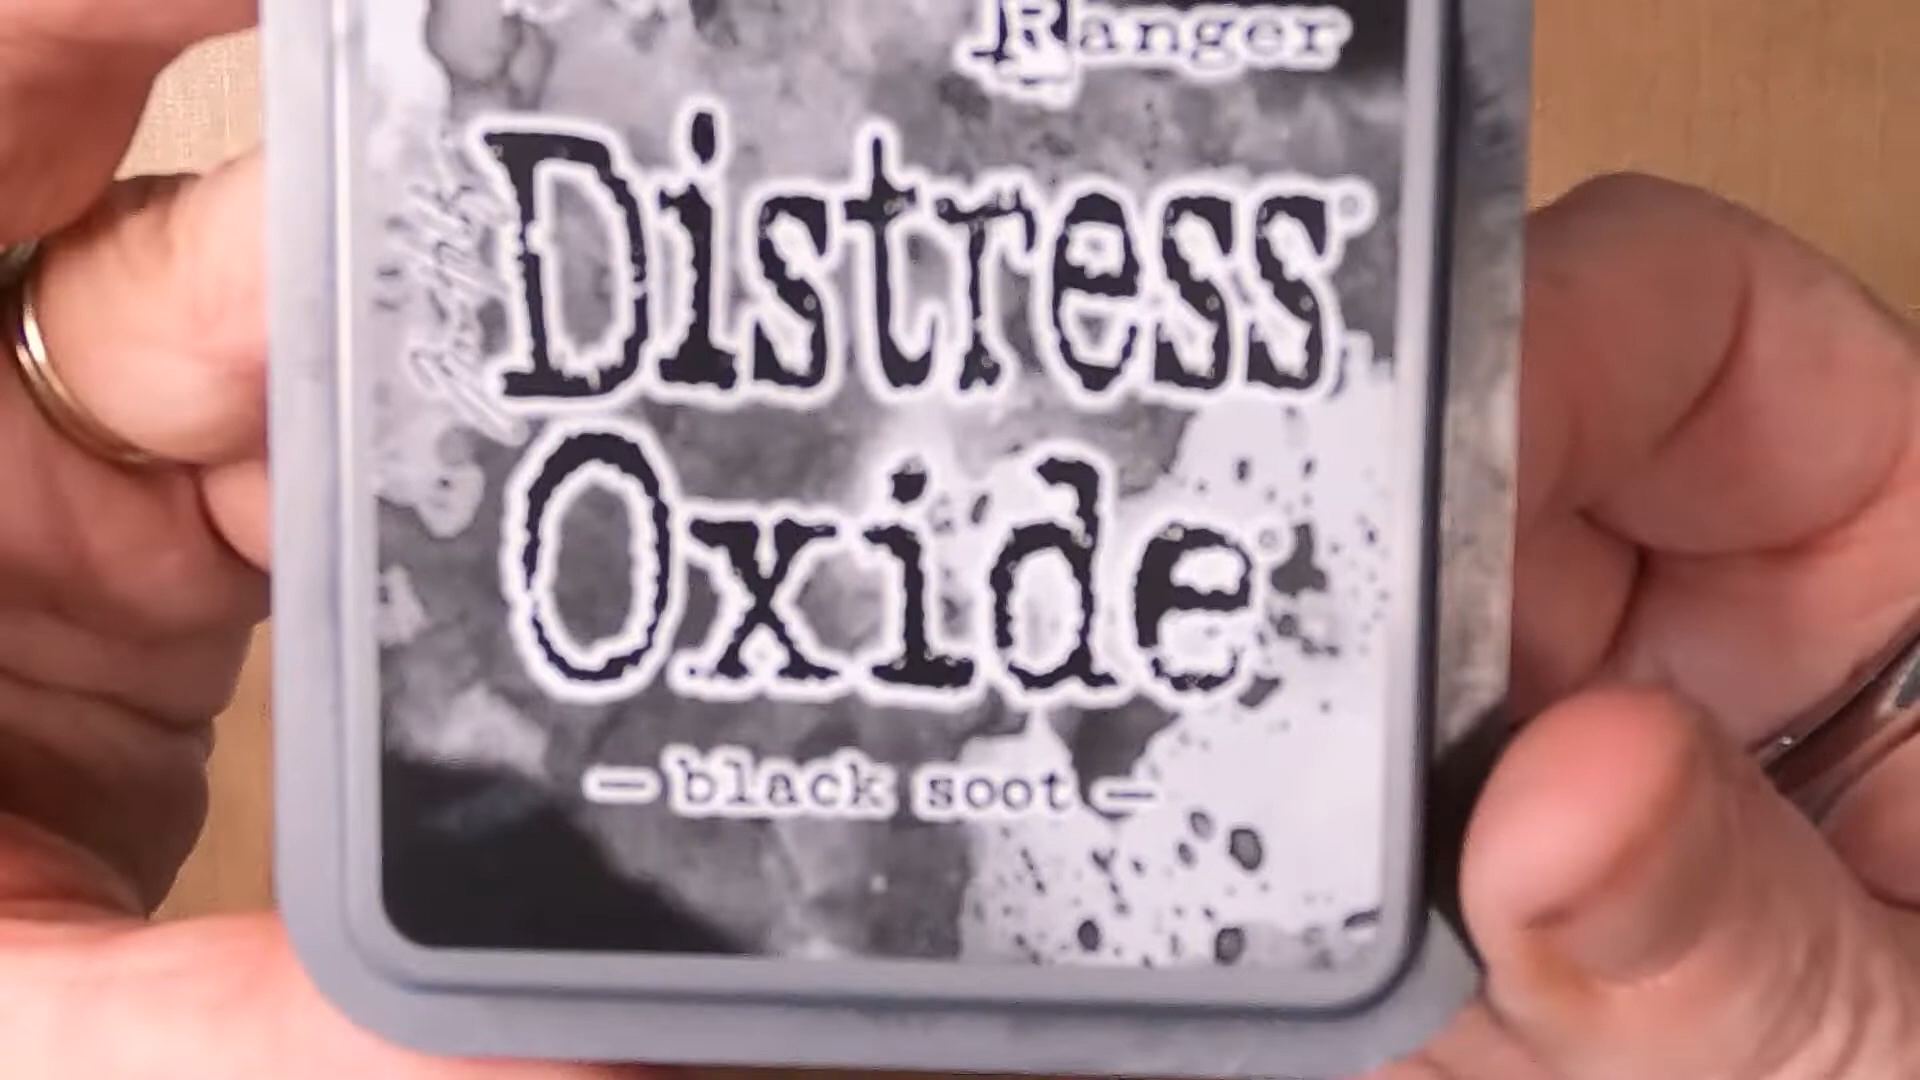 Ranger
Distress®
Oxide®
— black soot —